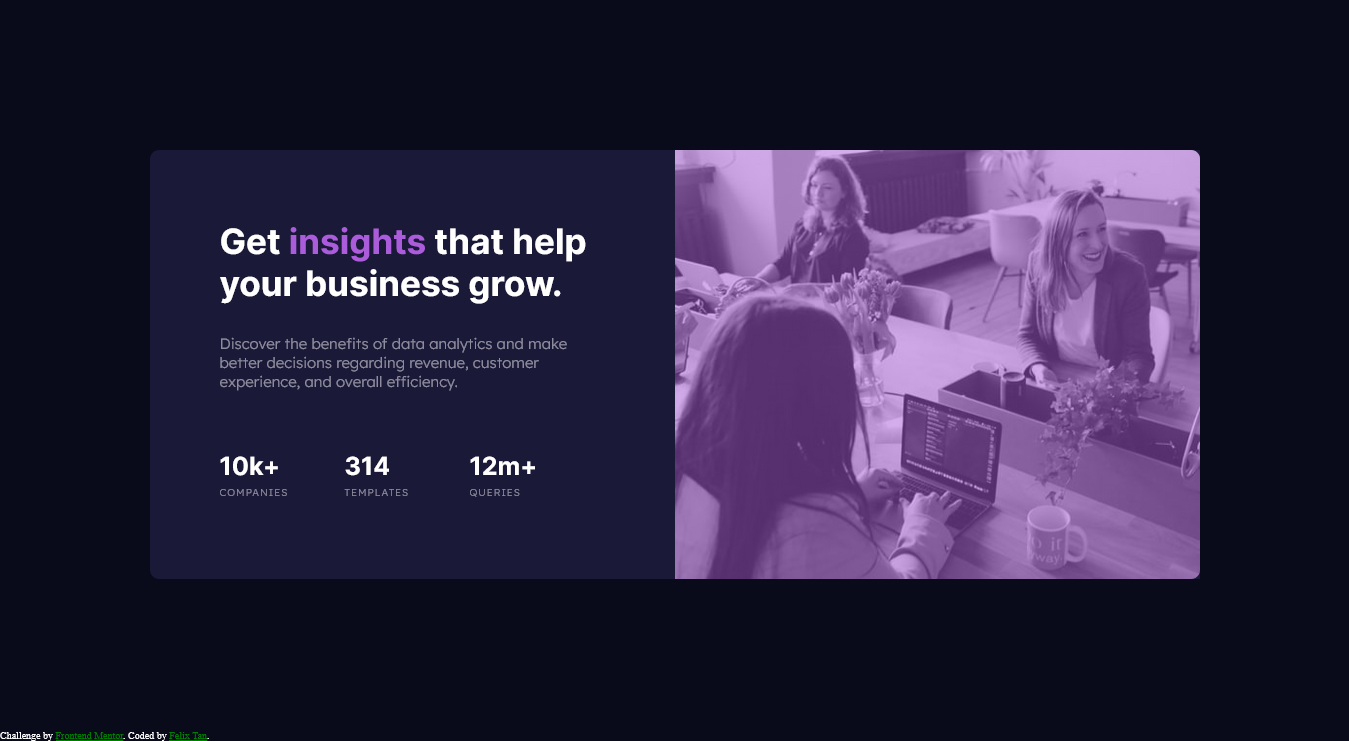 Get insights that help
your business grow.
Discover the benefits of data analytics and make
better decisions regarding revenue, customer
experience, and overall efficiency.
10k+ 314 12m+
COMPANIES TEMPLATES QUERIES
Challenge by Frontend Mentor. Coded by Felix Tan.